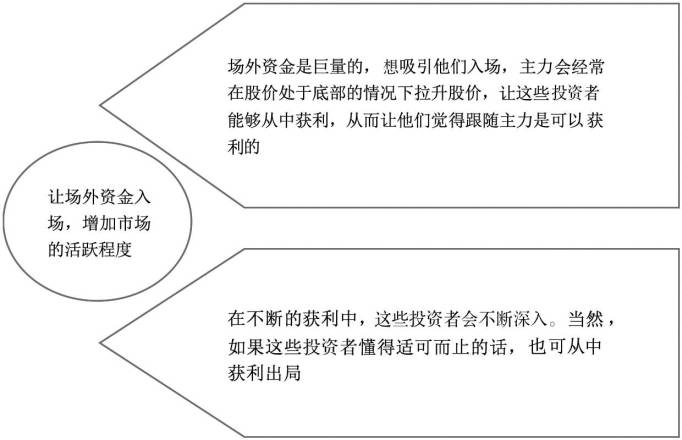 场外资金是巨量的，想吸引他们入场，主力会经常
在股价处于底部的情况下拉升股价，让这些投资者
能够从中获利，从而让他们觉得跟随主力是可以获
利的
让场外资金入
场，增加市场
的活跃程度
在不断的获利中，这些投资者会不断深入。当然，
如果这些投资者懂得适可而止的话，也可从中
获利出局